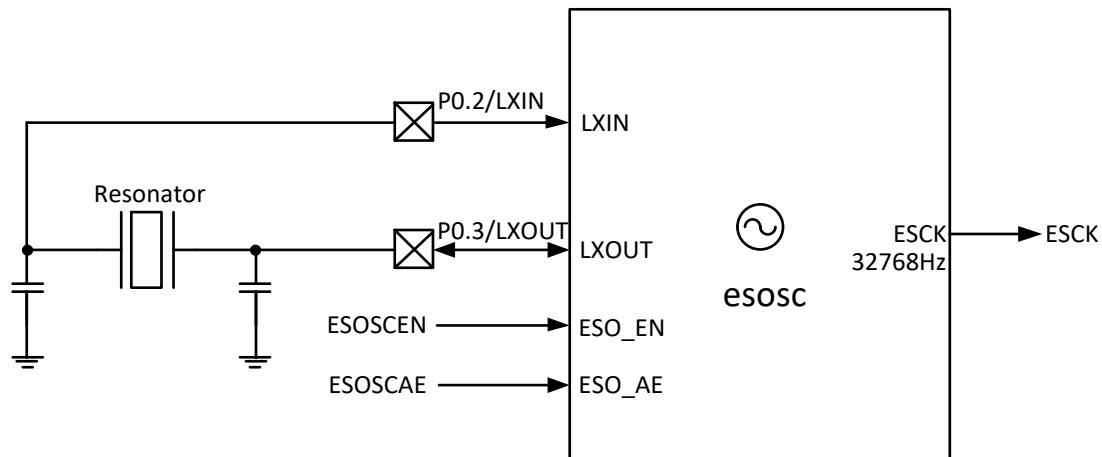 P0.2/LXIN
LXIN
Resonator
P0.3/LXOUT
LXOUT
ESCK
ESCK
32768Hz
esosc
ESOSCEN
ESO_EN
ESOSCAE
ESO_AE